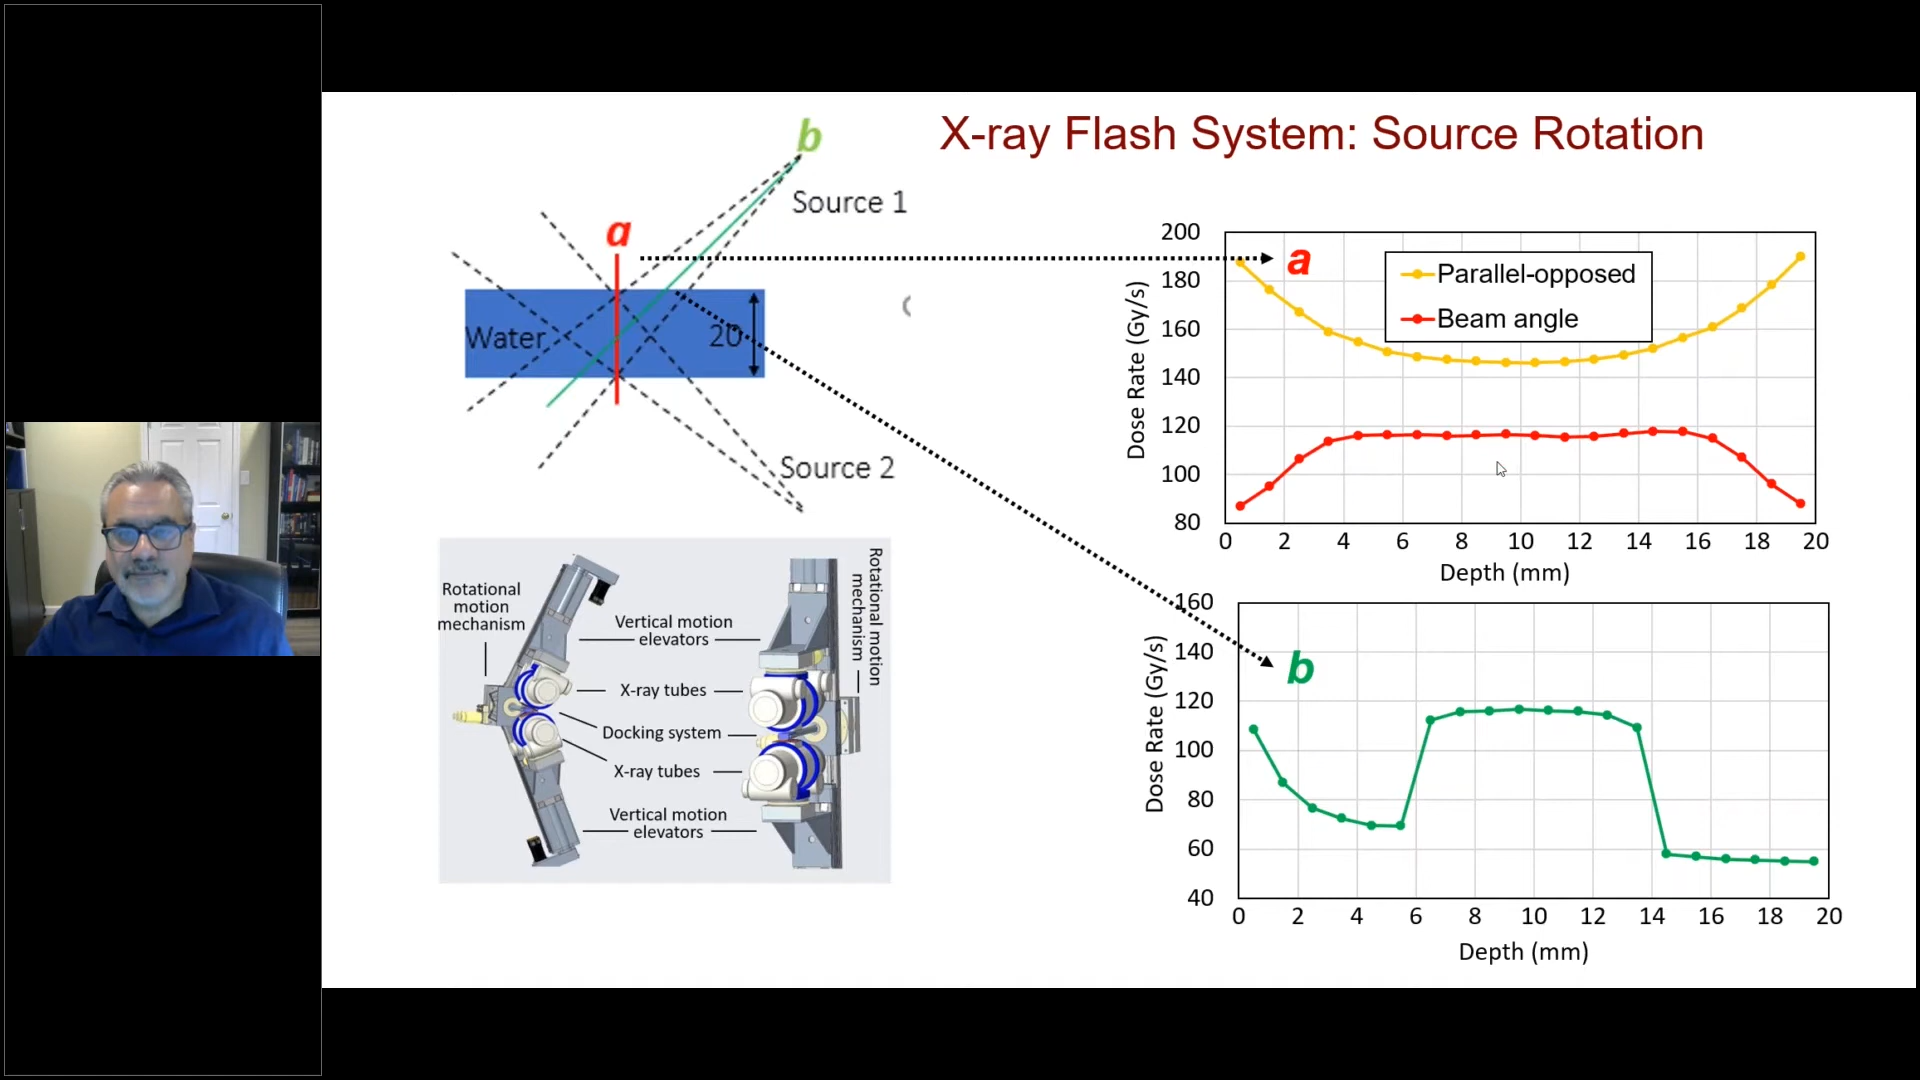 X-ray Flash System: Source Rotation
b
Source 1
a
Water
20
Source 2
Rotational
motion
mechanism
Vertical motion
elevators
X-ray tubes
Docking system
X-ray tubes
Vertical motion
elevators
Rotational motion
mechanism
a
Parallel-opposed
Beam angle
Dose Rate (Gy/s)
200
180
160
140
120
100
80
0 2 4 6 8 10 12 14 16 18 20
Depth (mm)
b
Dose Rate (Gy/s)
160
140
120
100
80
60
40
0 2 4 6 8 10 12 14 16 18 20
Depth (mm)